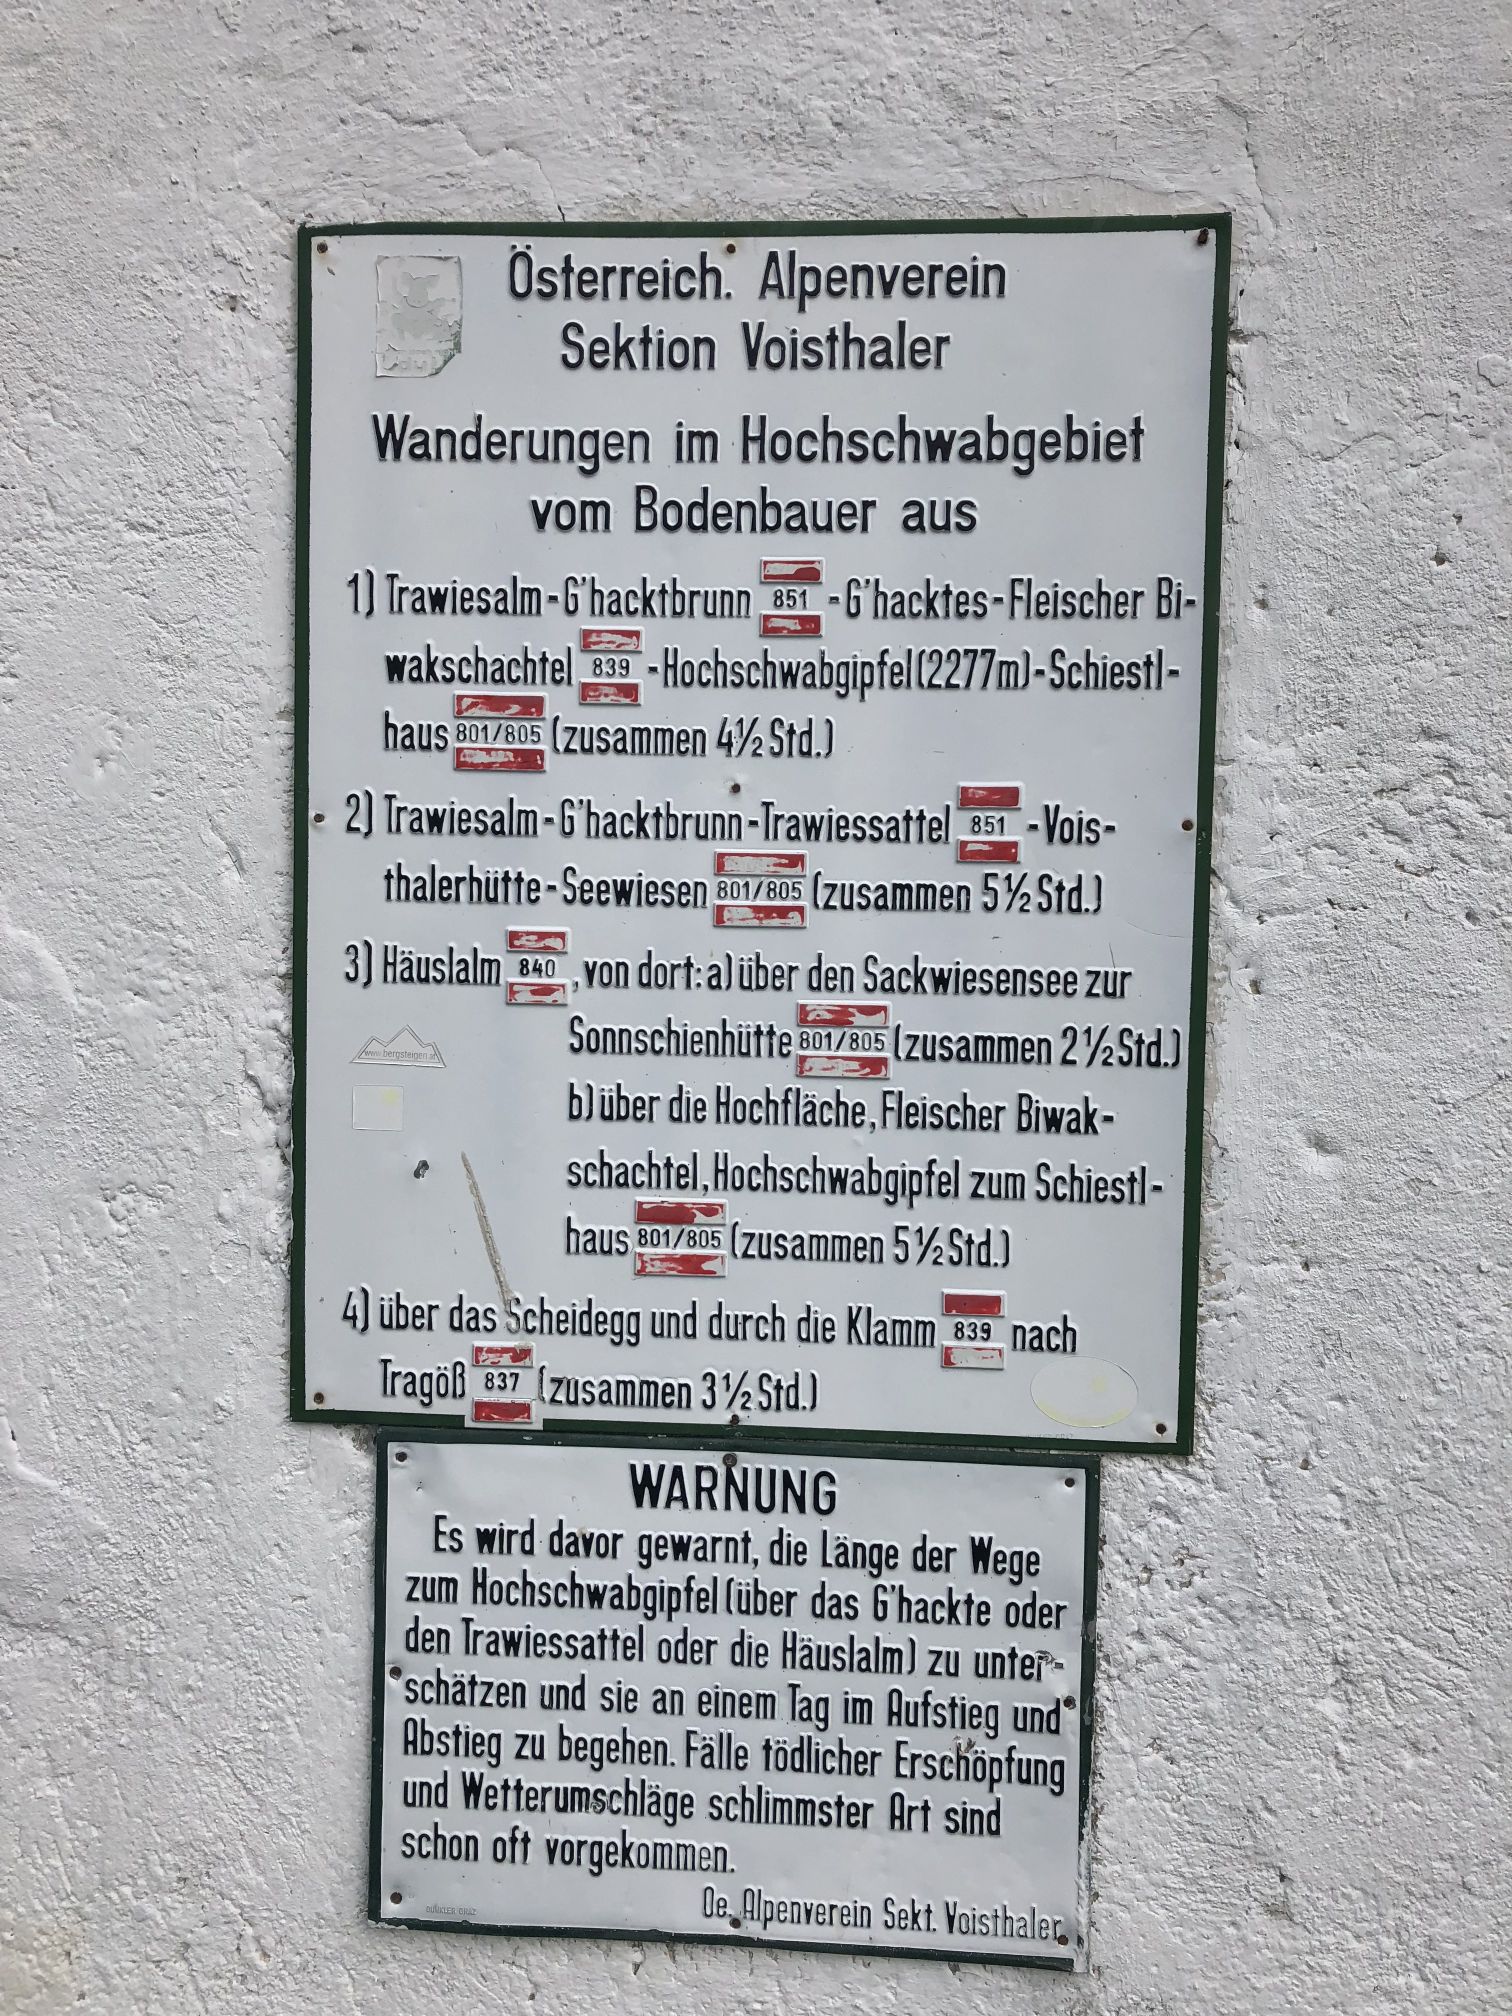 Österreich. Alpenverein
Sektion Voisthaler
Wanderungen im Hochschwabgebiet
vom Bodenbauer aus
1) Trawiesalm-G'hacktbrunn 851 -G'hacktes-Fleischer Bi-
wakschachtel 839 -Hochschwabgipfel(2277m)-Schiestl-
haus 801/805 (zusammen 4½ Std.)
2) Trawiesalm-G'hacktbrunn-Trawiessattel 851 -Vois-
thalerhütte-Seewiesen 801/805 (zusammen 5½ Std.)
3) Häuslalm 840, von dort: a) über den Sackwiesensee zur
Sonnschienhütte 801/805 (zusammen 2½ Std.)
www.bergsteigen.at
b) über die Hochfläche, Fleischer Biwak-
schachtel, Hochschwabgipfel zum Schiestl-
haus 801/805 (zusammen 5½ Std.)
4) über das Scheidegg und durch die Klamm 839 nach
Tragöß 837 (zusammen 3½ Std.)
WARNUNG
Es wird davor gewarnt, die Länge der Wege
zum Hochschwabgipfel (über das G'hackte oder
den Trawiessattel oder die Häuslalm) zu unter-
schätzen und sie an einem Tag im Aufstieg und
Abstieg zu begehen. Fälle tödlicher Erschöpfung
und Wetterumschläge schlimmster Art sind
schon oft vorgekommen.
Oe. Alpenverein Sekt. Voisthaler
DUNKLER GRAZ